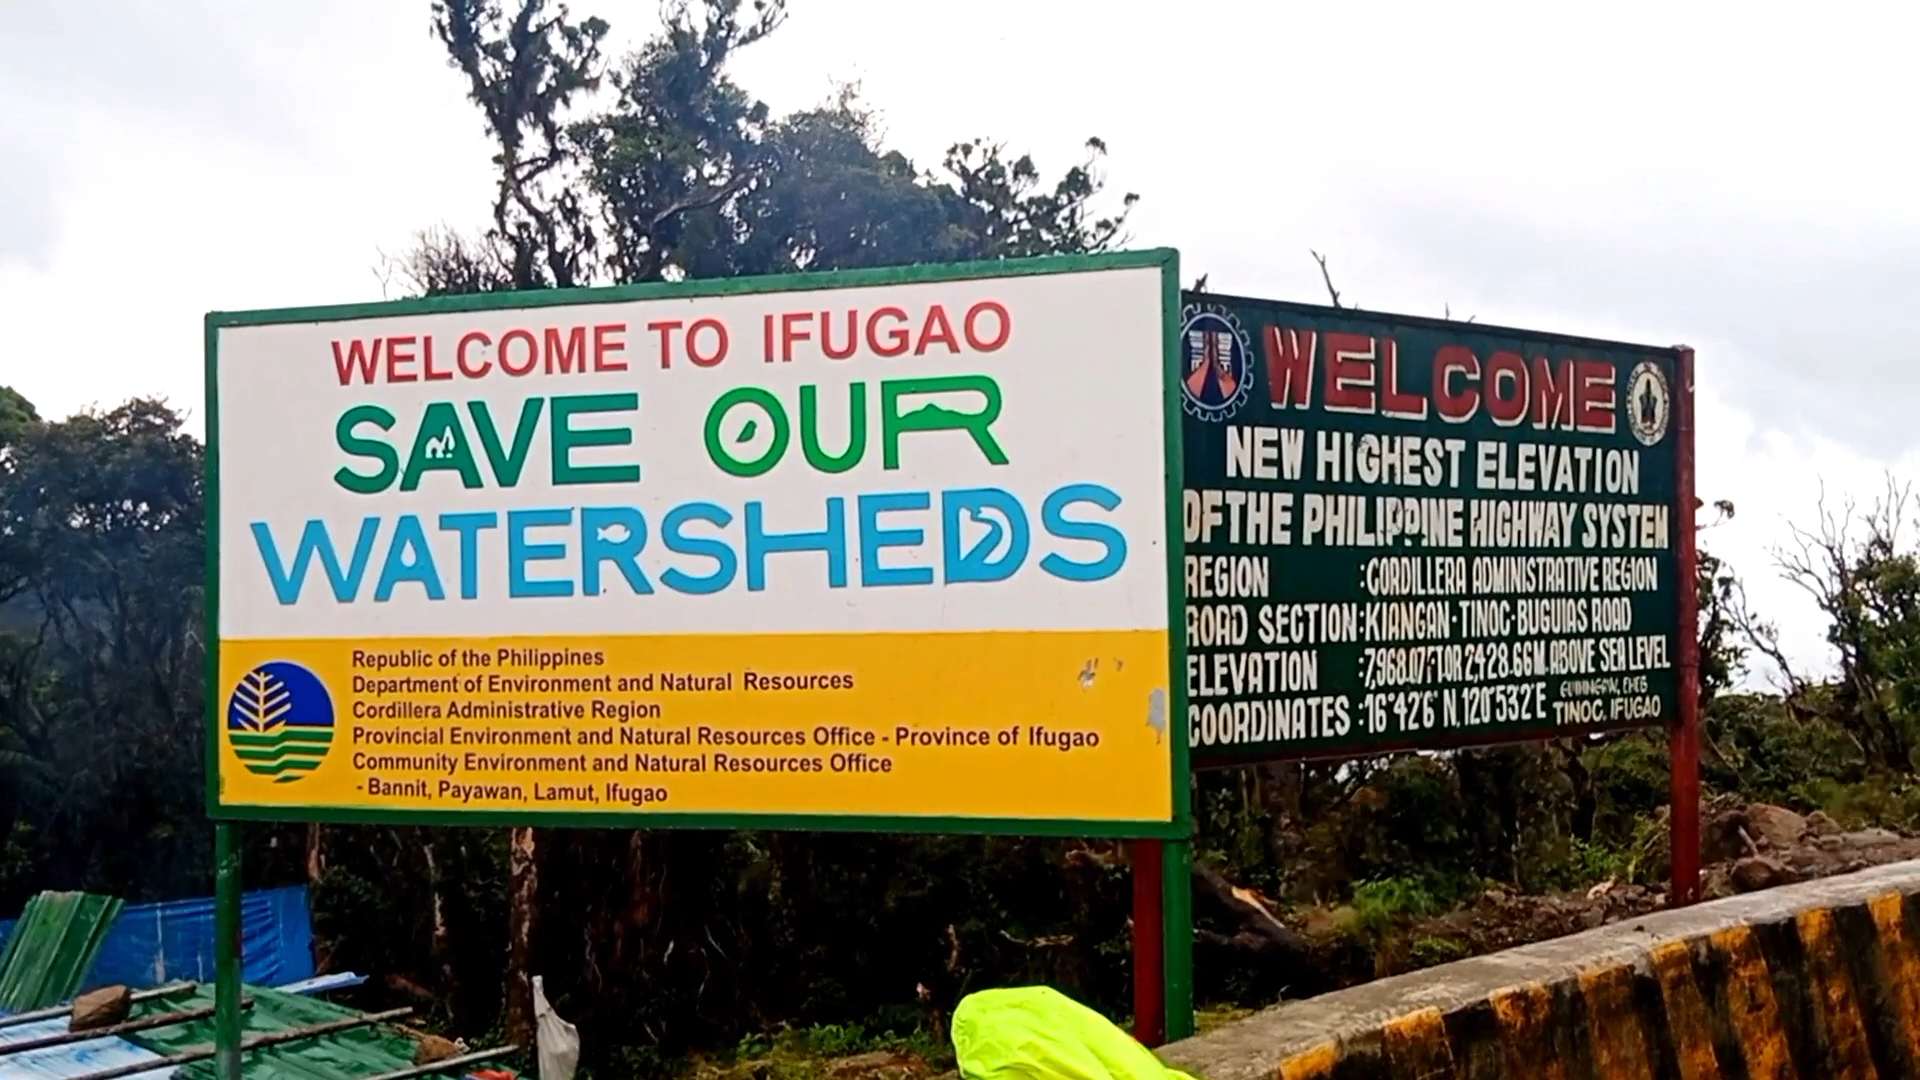 WELCOME TO IFUGAO
SAVE OUR
WATERSHEDS
Republic of the Philippines
Department of Environment and Natural Resources
Cordillera Administrative Region
Provincial Environment and Natural Resources Office - Province of Ifugao
Community Environment and Natural Resources Office
- Bannit, Payawan, Lamut, Ifugao
WELCOME
NEW HIGHEST ELEVATION
OF THE PHILIPPINE HIGHWAY SYSTEM
REGION :CORDILLERA ADMINISTRATIVE REGION
ROAD SECTION:KIANGAN-TINOC-BUGUIAS ROAD
ELEVATION :7,968.07FT OR 2,428.66M. ABOVE SEA LEVEL
COORDINATES :16°42'6" N, 120°53'2"E
TINOC, IFUGAO